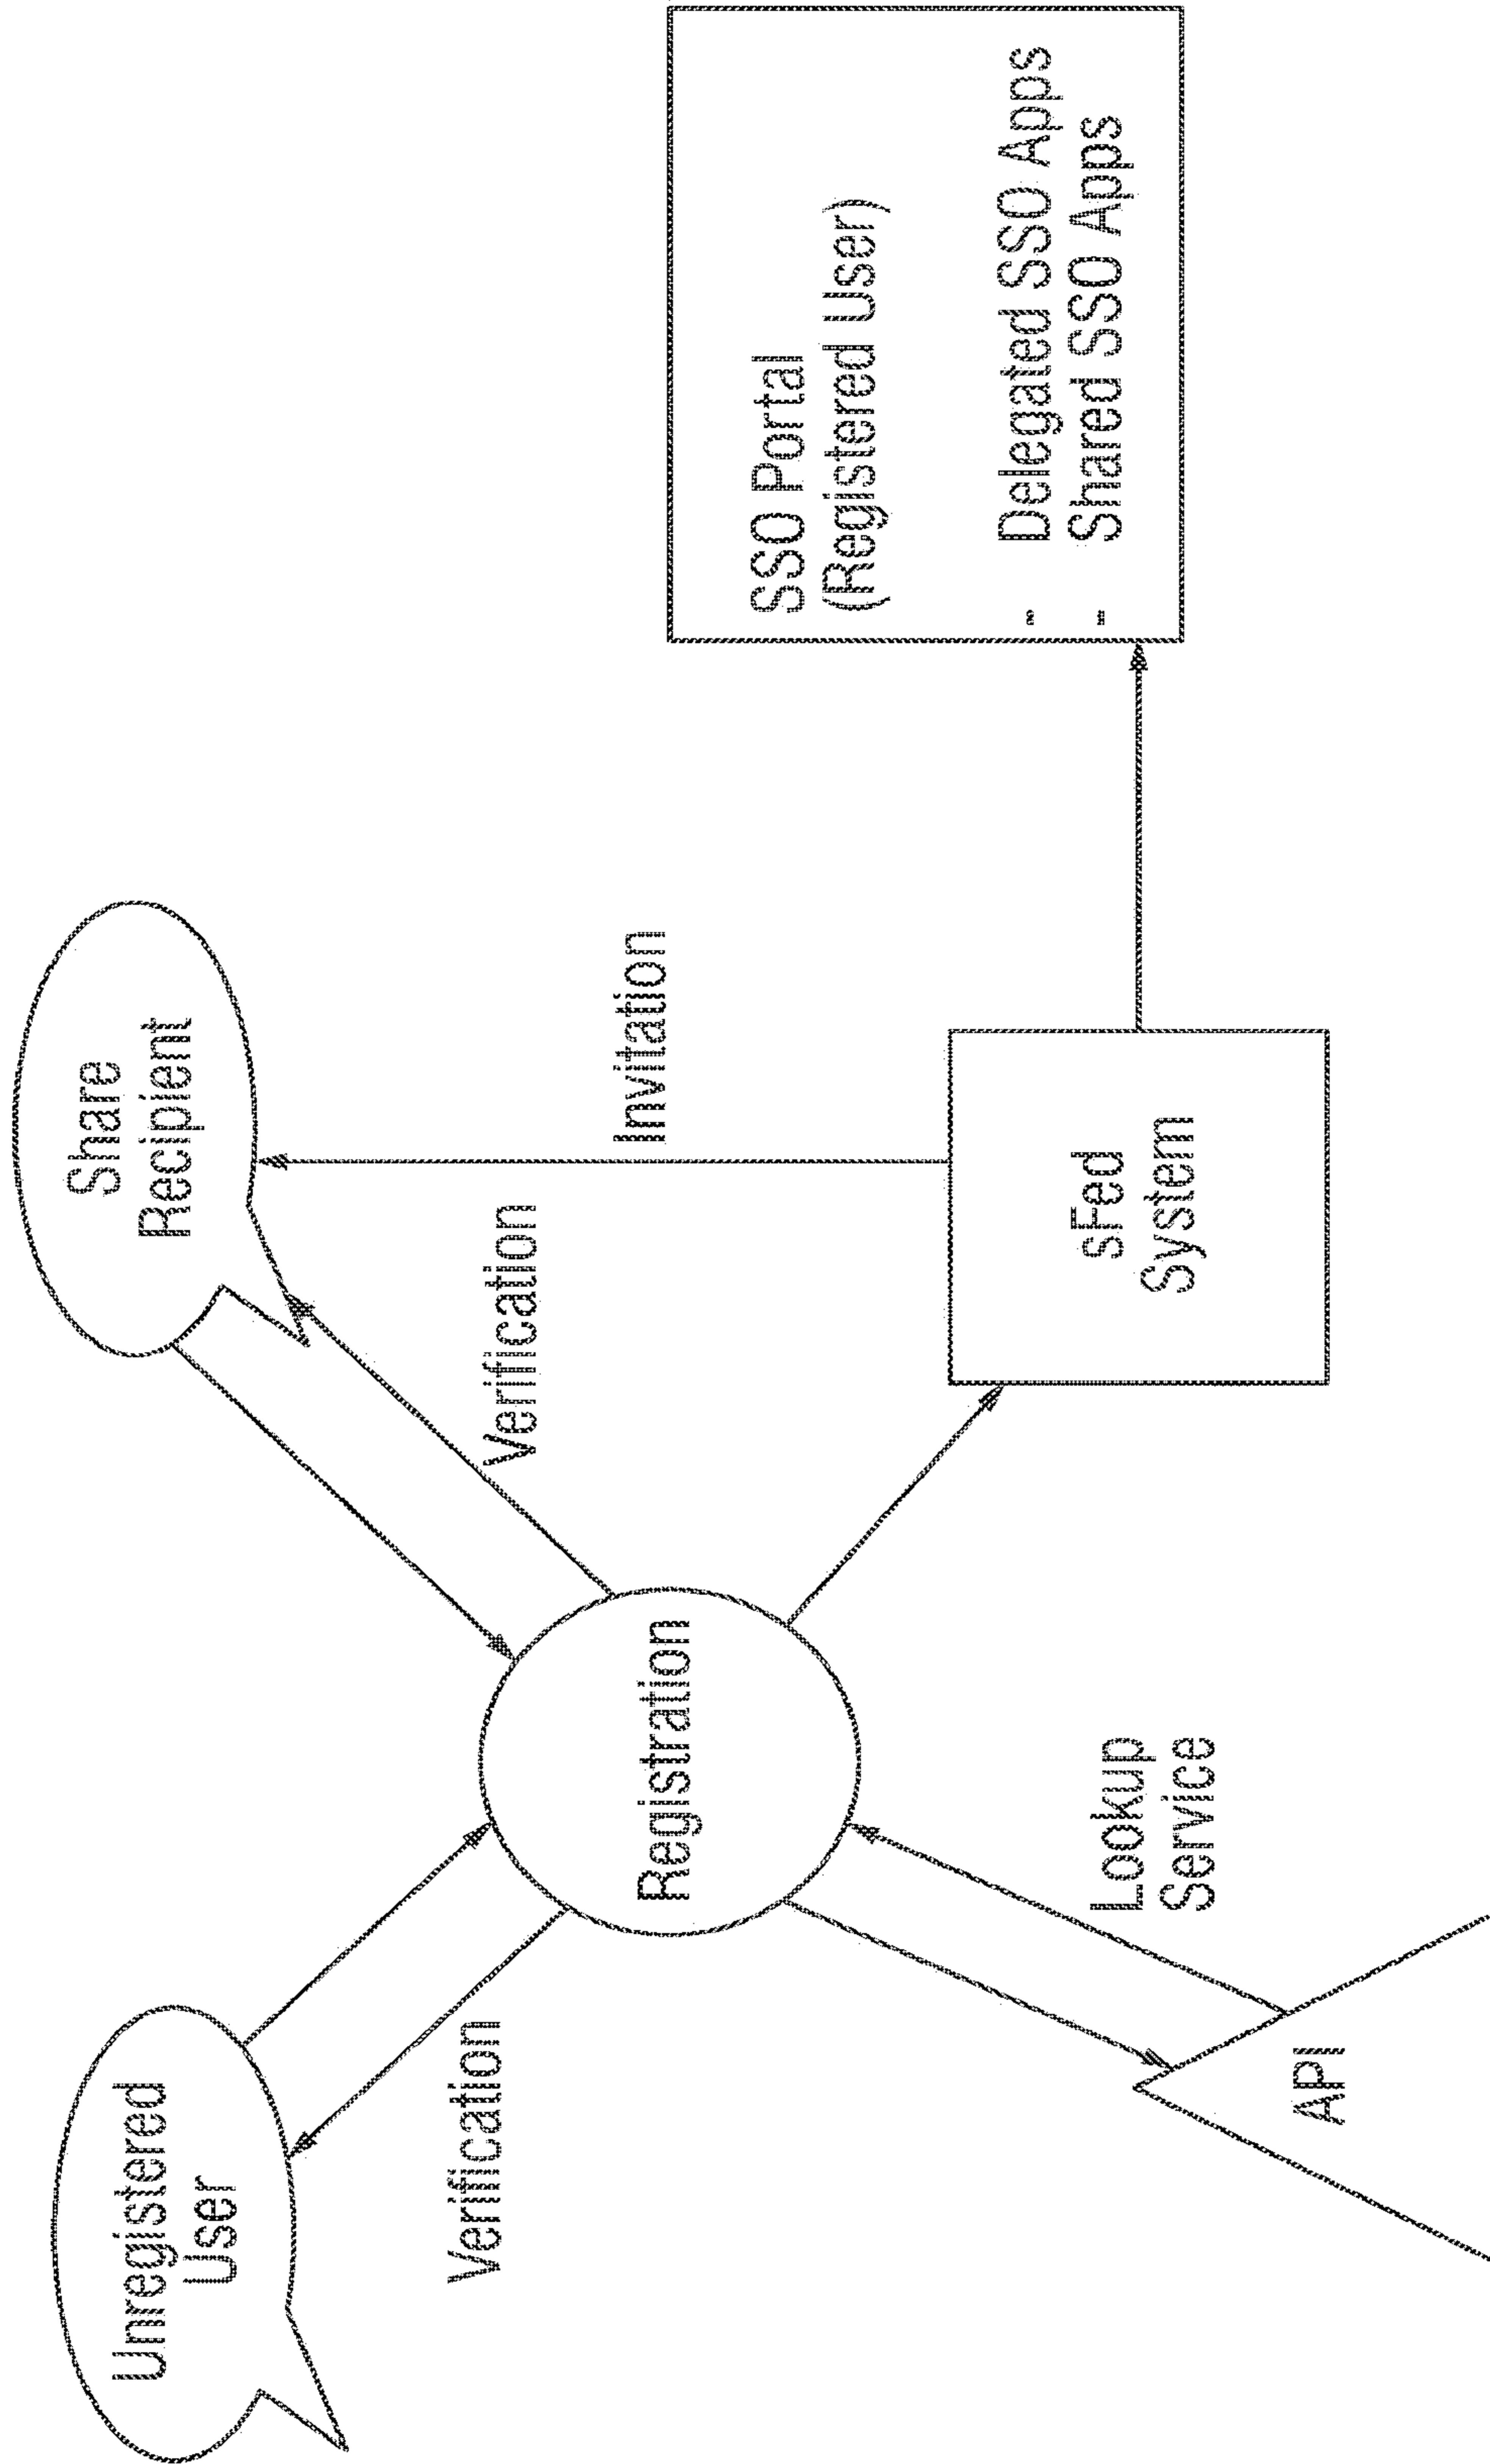 Unregistered
User
Share
Recipient
Verification
Verification
Invitation
Registration
Lookup
Service
API
sFed
System
SSO Portal
(Registered User)
- Delegated SSO Apps
- Shared SSO Apps